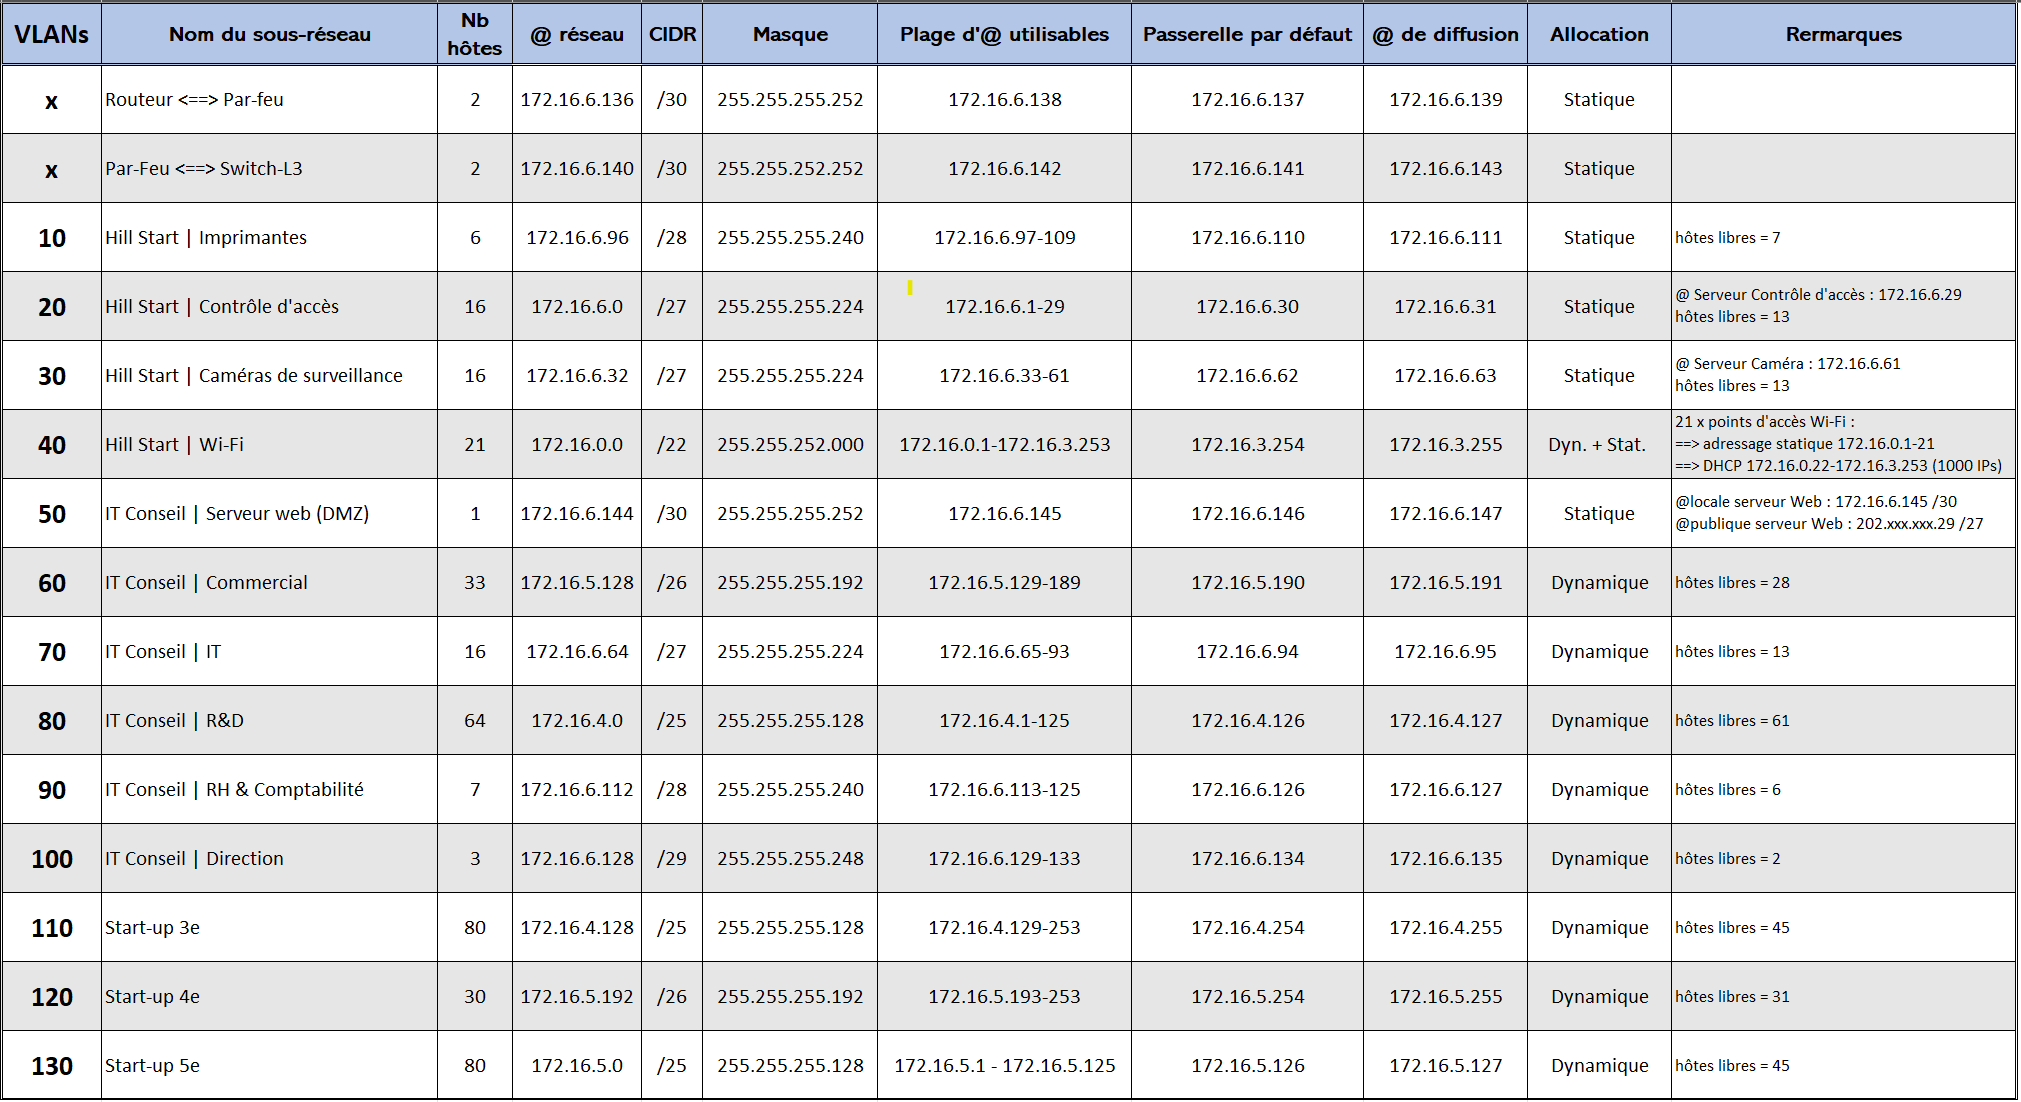 VLANs Nom du sous-réseau Nb hôtes @ réseau CIDR Masque Plage d'@ utilisables Passerelle par défaut @ de diffusion Allocation Rermarques
x Routeur <==> Par-feu 2 172.16.6.136 /30 255.255.255.252 172.16.6.138 172.16.6.137 172.16.6.139 Statique
x Par-Feu <==> Switch-L3 2 172.16.6.140 /30 255.255.252.252 172.16.6.142 172.16.6.141 172.16.6.143 Statique
10 Hill Start | Imprimantes 6 172.16.6.96 /28 255.255.255.240 172.16.6.97-109 172.16.6.110 172.16.6.111 Statique hôtes libres = 7
20 Hill Start | Contrôle d'accès 16 172.16.6.0 /27 255.255.255.224 172.16.6.1-29 172.16.6.30 172.16.6.31 Statique @ Serveur Contrôle d'accès : 172.16.6.29
hôtes libres = 13
30 Hill Start | Caméras de surveillance 16 172.16.6.32 /27 255.255.255.224 172.16.6.33-61 172.16.6.62 172.16.6.63 Statique @ Serveur Caméra : 172.16.6.61
hôtes libres = 13
40 Hill Start | Wi-Fi 21 172.16.0.0 /22 255.255.252.000 172.16.0.1-172.16.3.253 172.16.3.254 172.16.3.255 Dyn. + Stat. 21 x points d'accès Wi-Fi :
==> adressage statique 172.16.0.1-21
==> DHCP 172.16.0.22-172.16.3.253 (1000 IPs)
50 IT Conseil | Serveur web (DMZ) 1 172.16.6.144 /30 255.255.255.252 172.16.6.145 172.16.6.146 172.16.6.147 Statique @locale serveur Web : 172.16.6.145 /30
@publique serveur Web : 202.xxx.xxx.29 /27
60 IT Conseil | Commercial 33 172.16.5.128 /26 255.255.255.192 172.16.5.129-189 172.16.5.190 172.16.5.191 Dynamique hôtes libres = 28
70 IT Conseil | IT 16 172.16.6.64 /27 255.255.255.224 172.16.6.65-93 172.16.6.94 172.16.6.95 Dynamique hôtes libres = 13
80 IT Conseil | R&D 64 172.16.4.0 /25 255.255.255.128 172.16.4.1-125 172.16.4.126 172.16.4.127 Dynamique hôtes libres = 61
90 IT Conseil | RH & Comptabilité 7 172.16.6.112 /28 255.255.255.240 172.16.6.113-125 172.16.6.126 172.16.6.127 Dynamique hôtes libres = 6
100 IT Conseil | Direction 3 172.16.6.128 /29 255.255.255.248 172.16.6.129-133 172.16.6.134 172.16.6.135 Dynamique hôtes libres = 2
110 Start-up 3e 80 172.16.4.128 /25 255.255.255.128 172.16.4.129-253 172.16.4.254 172.16.4.255 Dynamique hôtes libres = 45
120 Start-up 4e 30 172.16.5.192 /26 255.255.255.192 172.16.5.193-253 172.16.5.254 172.16.5.255 Dynamique hôtes libres = 31
130 Start-up 5e 80 172.16.5.0 /25 255.255.255.128 172.16.5.1 - 172.16.5.125 172.16.5.126 172.16.5.127 Dynamique hôtes libres = 45